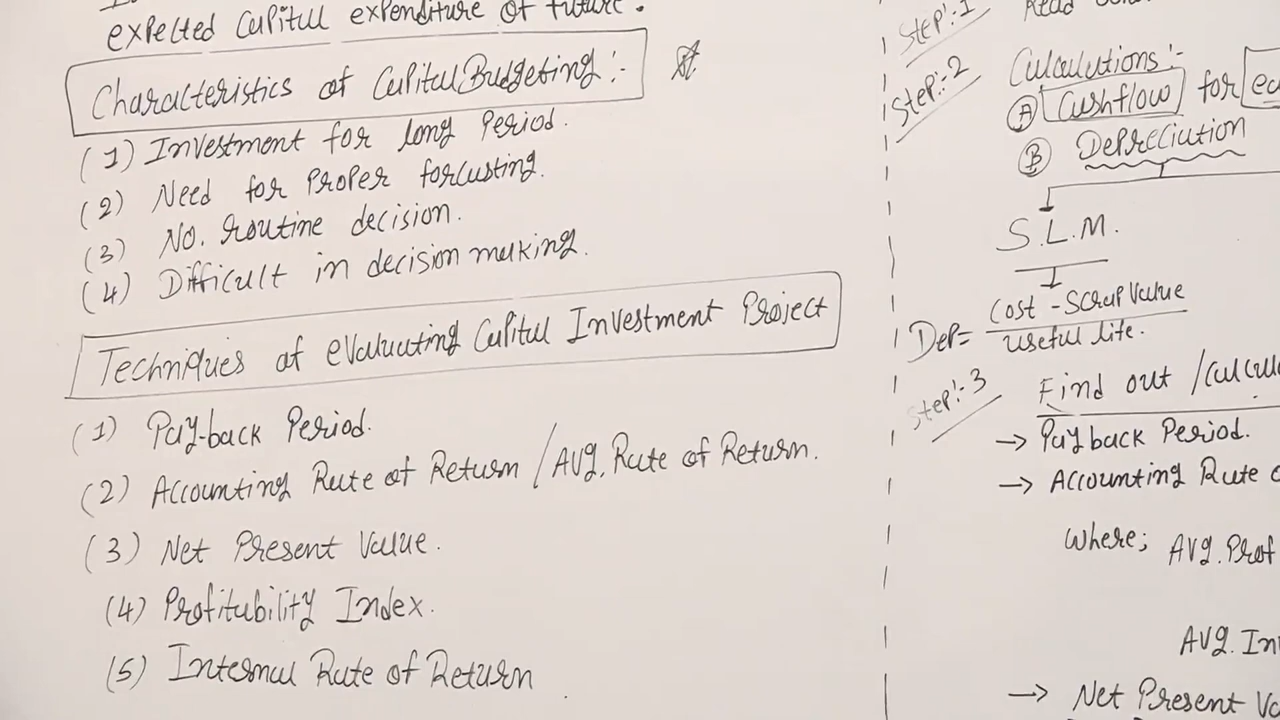 expected Capital expenditure of future.
Characteristics of Capital Budgeting :-
(1) Investment for long Period.
(2) Need for Proper forcasting.
(3) No. routine decision.
(4) Difficult in decision making.
Techniques of evaluating Capital Investment Project
(1) Pay-back Period.
(2) Accounting Rate of Return / Avg. Rate of Return.
(3) Net Present Value.
(4) Profitability Index.
(5) Internal Rate of Return
Step:-1 Read
Step:-2 Calculations :-
(A) Cashflow for
(B) Depreciation
S.L.M.
Dep= Cost - Scrap Value
useful life.
Step:-3 Find out /
→ Payback Period.
→ Accounting Rate
where; Avg.
Avg.
→ Net Present